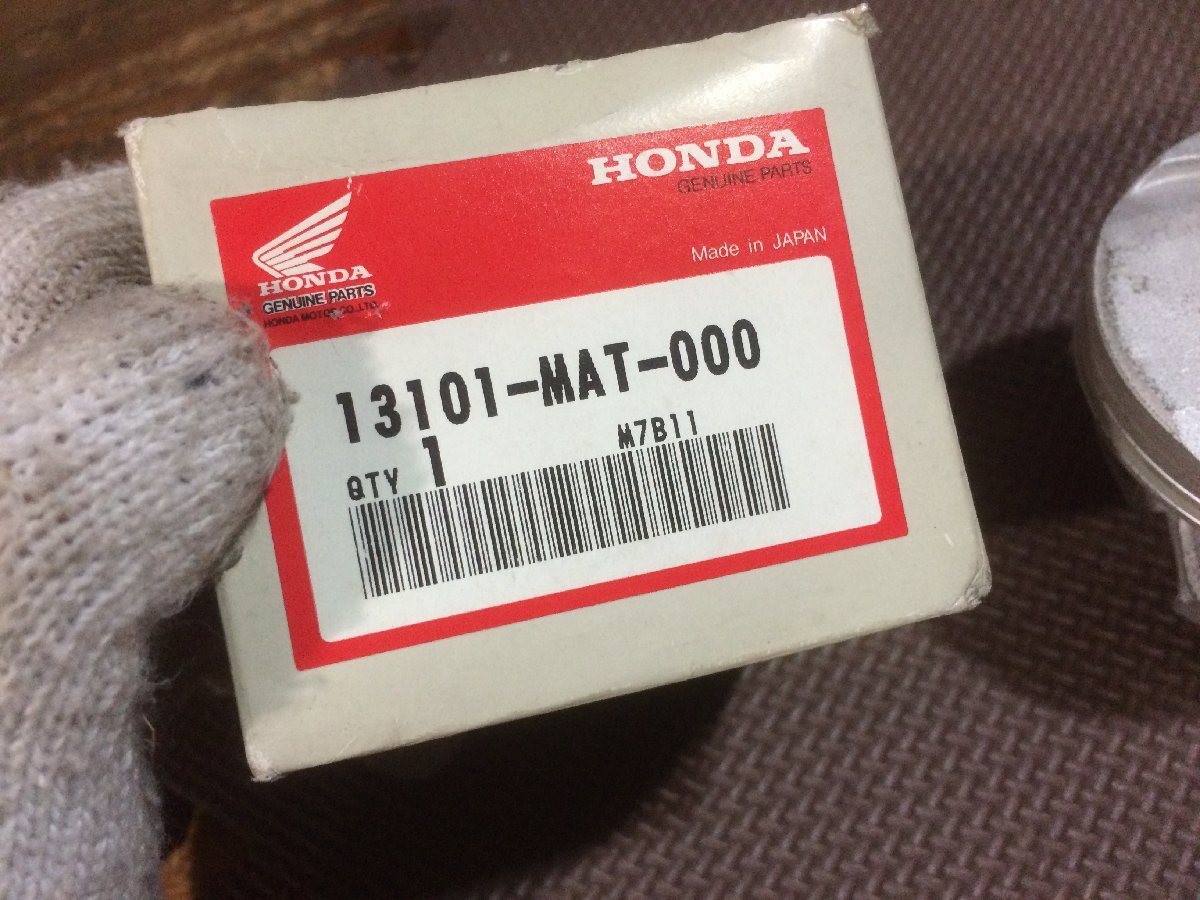 HONDA
GENUINE PARTS
Made in JAPAN
HONDA
GENUINE PARTS
HONDA MOTOR CO.,LTD.
13101-MAT-000
QTY 1
M7B11